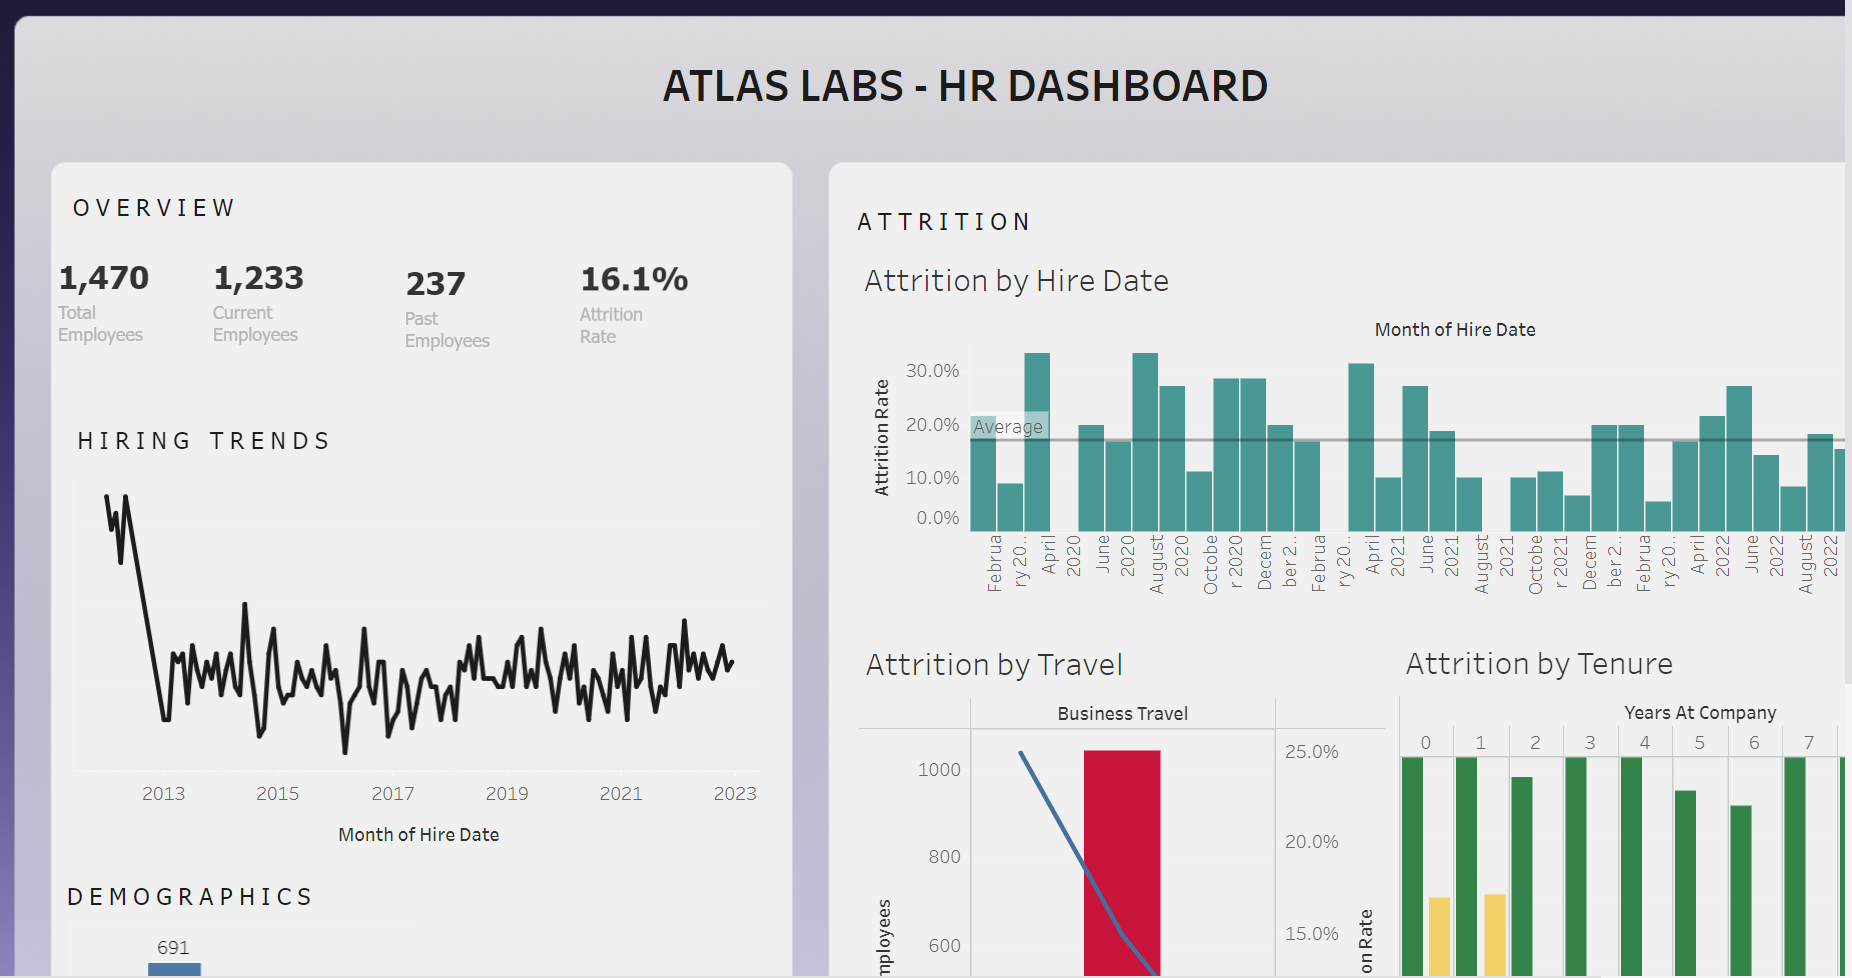 ATLAS LABS - HR DASHBOARD
OVERVIEW
1,470
Total
Employees
1,233
Current
Employees
237
Past
Employees
16.1%
Attrition
Rate
HIRING TRENDS
2013 2015 2017 2019 2021 2023
Month of Hire Date
DEMOGRAPHICS
691
ATTRITION
Attrition by Hire Date
Month of Hire Date
Attrition Rate
30.0%
20.0%
10.0%
0.0%
Average
Februa
ry 20..
April
2020
June
2020
August
2020
Octobe
r 2020
Decem
ber 2..
Februa
ry 20..
April
2021
June
2021
August
2021
Octobe
r 2021
Decem
ber 2..
Februa
ry 20..
April
2022
June
2022
August
2022
Attrition by Travel
Business Travel
1000
800
600
mployees
25.0%
20.0%
15.0%
on Rate
Attrition by Tenure
Years At Company
0 1 2 3 4 5 6 7